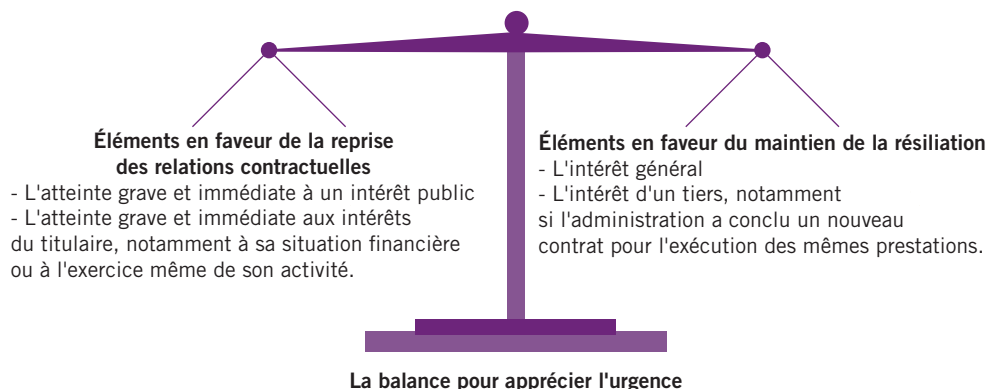 Éléments en faveur de la reprise
des relations contractuelles
- L'atteinte grave et immédiate à un intérêt public
- L'atteinte grave et immédiate aux intérêts
du titulaire, notamment à sa situation financière
ou à l'exercice même de son activité.
Éléments en faveur du maintien de la résiliation
- L'intérêt général
- L'intérêt d'un tiers, notamment
si l'administration a conclu un nouveau
contrat pour l'exécution des mêmes prestations.
La balance pour apprécier l'urgence